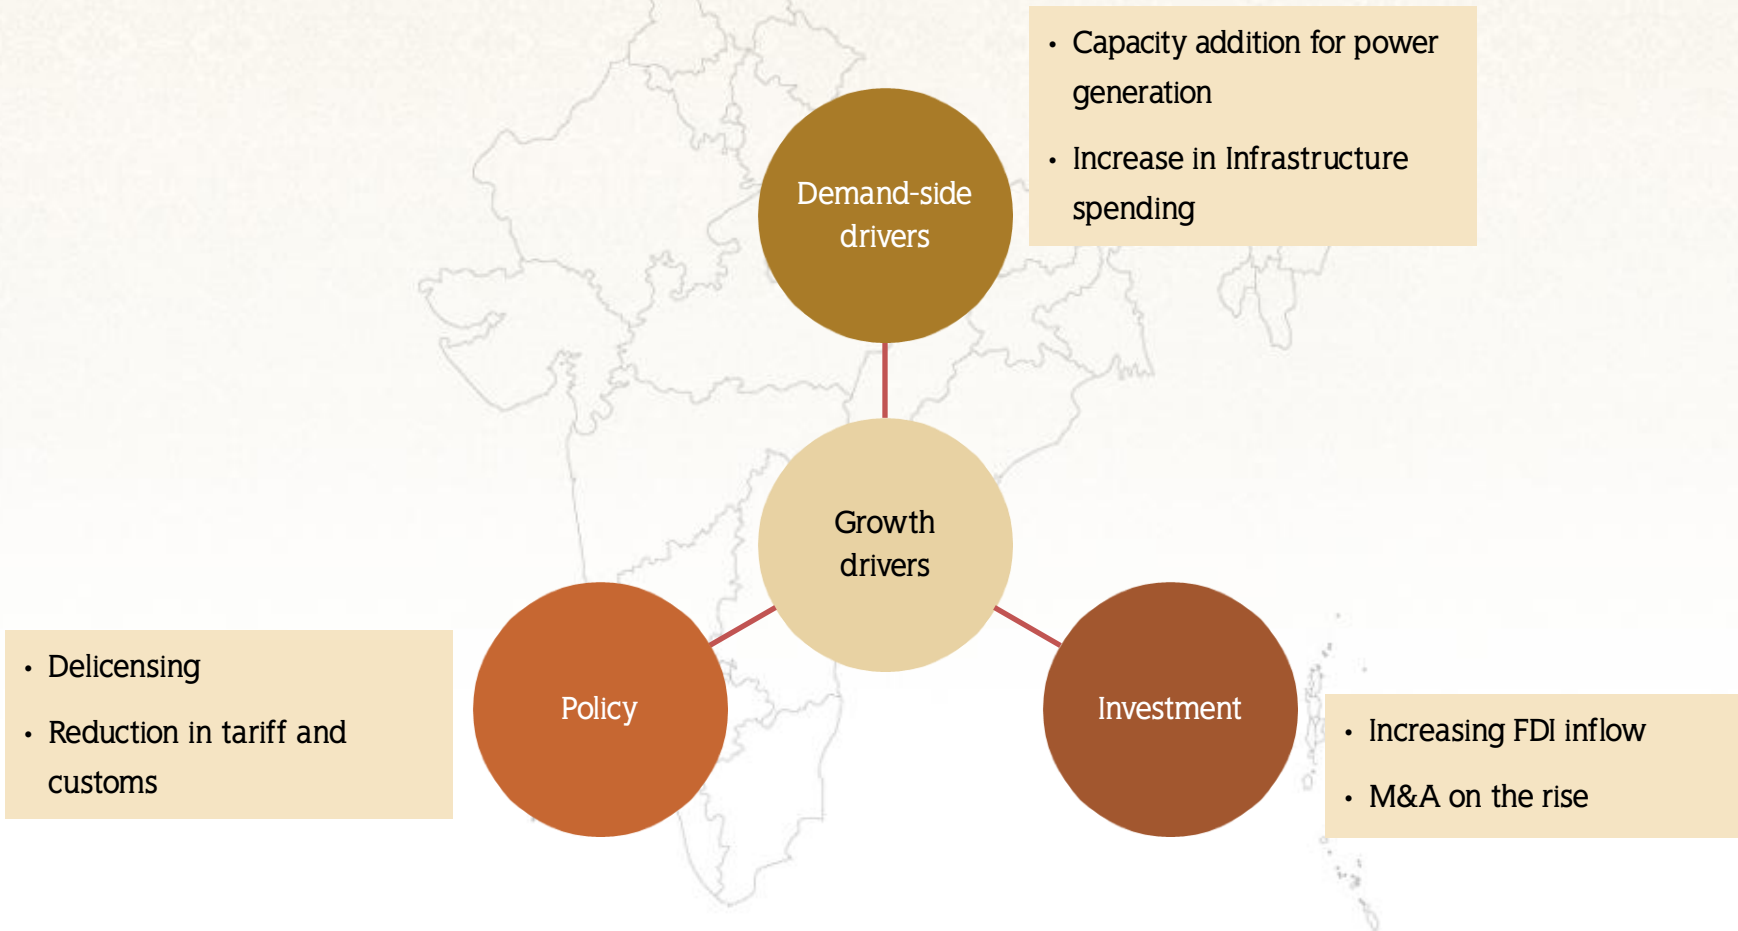 • Capacity addition for power
generation
• Increase in Infrastructure
spending
Demand-side
drivers
Growth
drivers
• Delicensing
• Reduction in tariff and
customs
Policy
Investment
• Increasing FDI inflow
• M&A on the rise